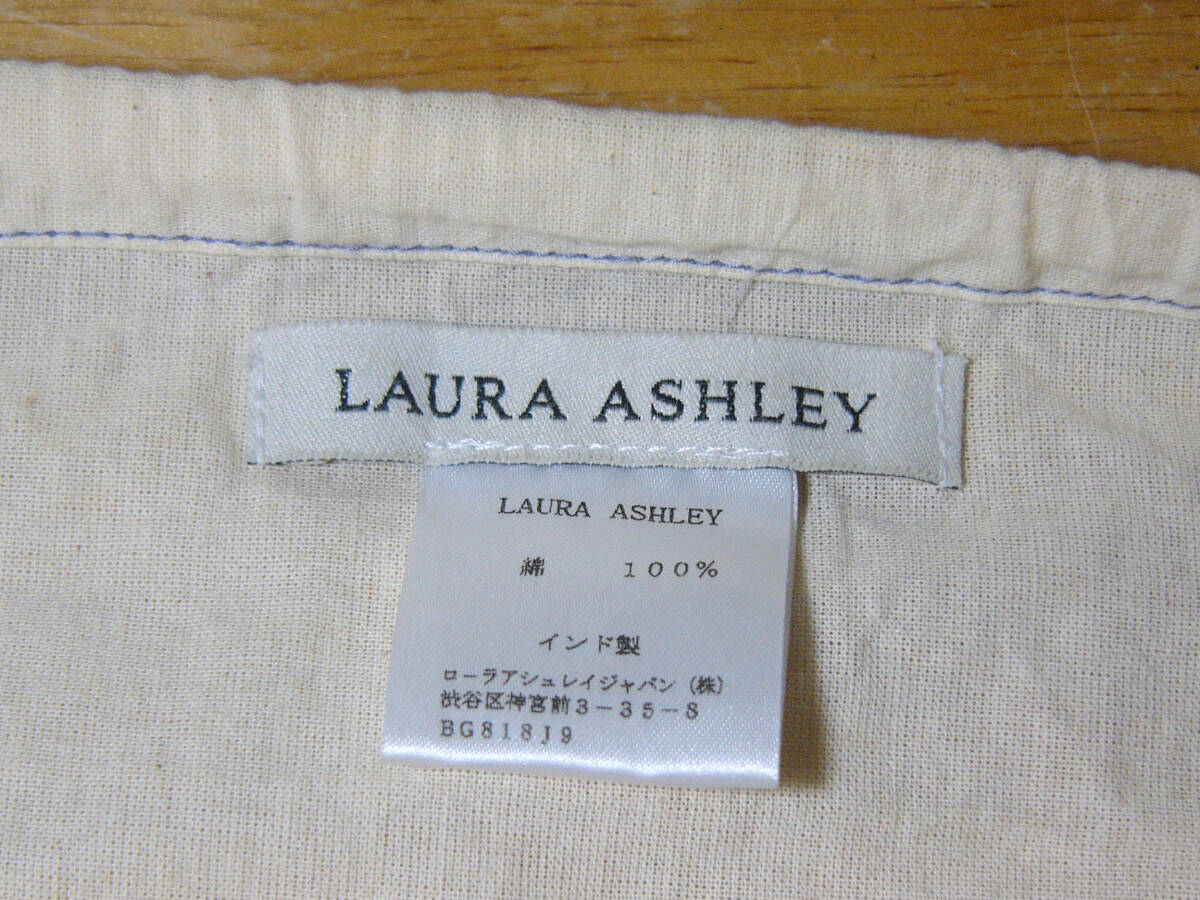 LAURA ASHLEY
LAURA ASHLEY
綿 100%
インド製
ローラアシュレイジャパン(株)
渋谷区神宮前3-35-8
BG818J9